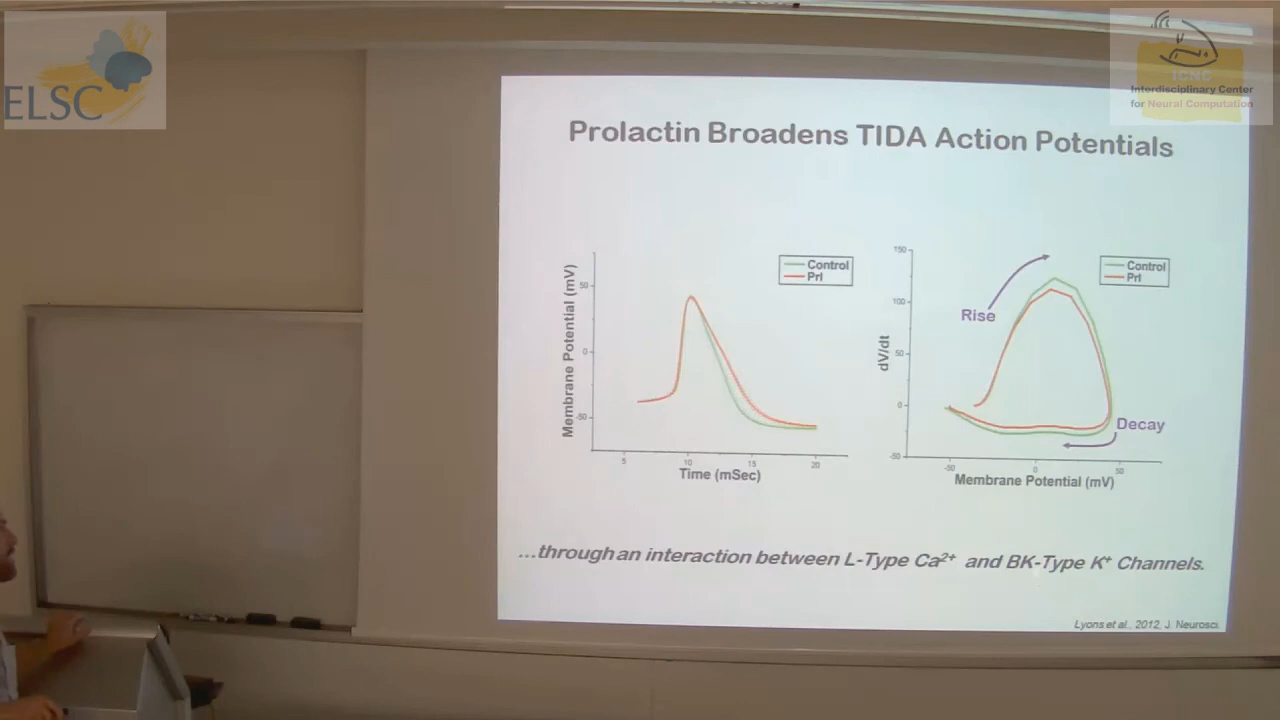 ELSC
ICNC
Interdisciplinary Center
for Neural Computation
Prolactin Broadens TIDA Action Potentials
Membrane Potential (mV)
50
0
-50
5
10
15
20
Time (mSec)
Control
Prl
dV/dt
150
100
50
0
-50
-50
0
50
Membrane Potential (mV)
Control
Prl
Rise
Decay
...through an interaction between L-Type Ca²⁺ and BK-Type K⁺ Channels.
Lyons et al., 2012, J. Neurosci.